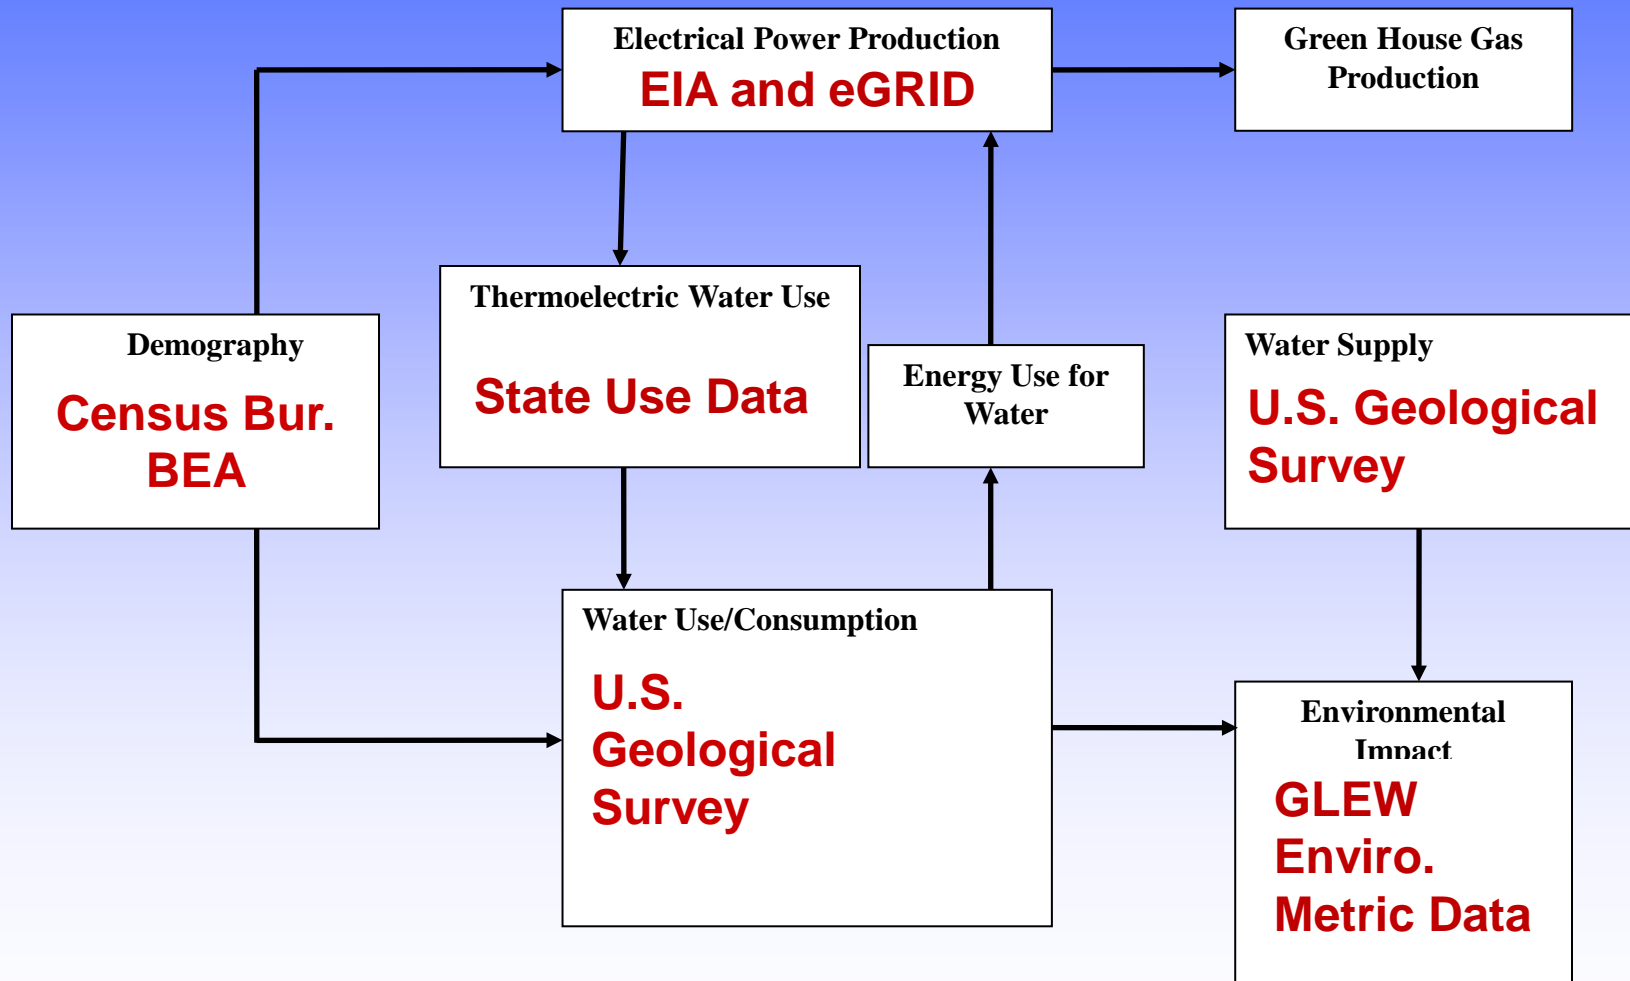 Electrical Power Production
EIA and eGRID
Green House Gas
Production
Thermoelectric Water Use
State Use Data
Demography
Census Bur.
BEA
Energy Use for
Water
Water Supply
U.S. Geological
Survey
Water Use/Consumption
U.S.
Geological
Survey
Environmental
Impact
GLEW
Enviro.
Metric Data